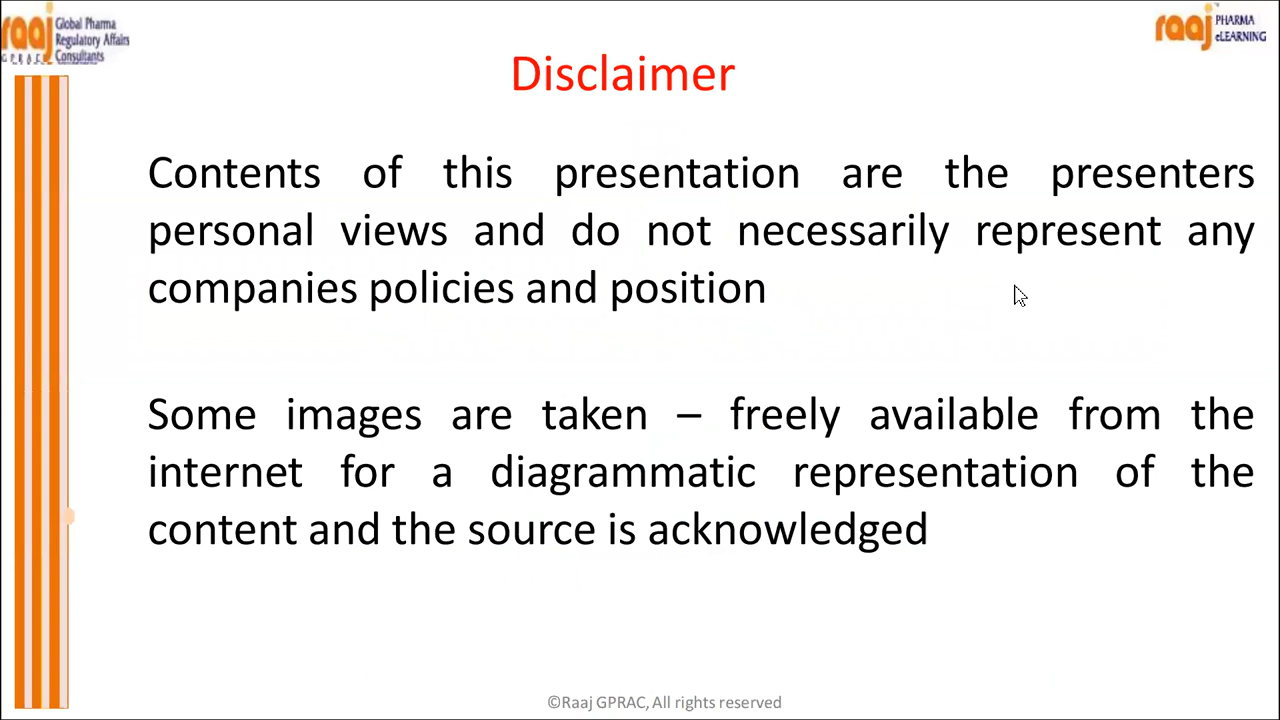 raaj Global Pharma
Regulatory Affairs
G P R A C Consultants
raaj PHARMA
eLEARNING
Disclaimer
Contents of this presentation are the presenters
personal views and do not necessarily represent any
companies policies and position
Some images are taken – freely available from the
internet for a diagrammatic representation of the
content and the source is acknowledged
©Raaj GPRAC, All rights reserved